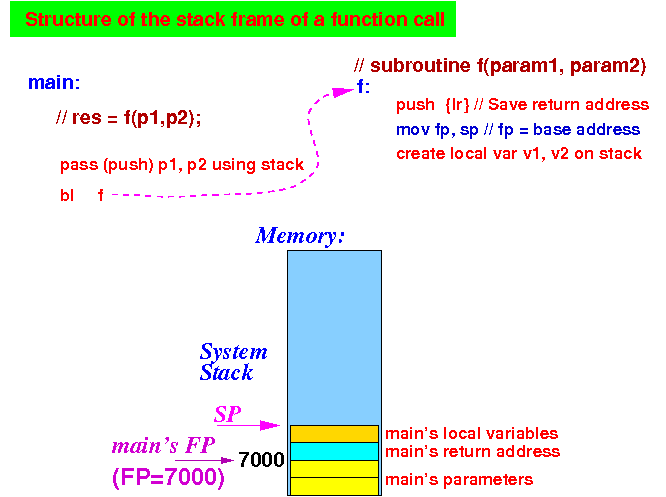 Structure of the stack frame of a function call
main:
// res = f(p1,p2);
pass (push) p1, p2 using stack
bl f
// subroutine f(param1, param2)
f:
push {lr} // Save return address
mov fp, sp // fp = base address
create local var v1, v2 on stack
Memory:
System
Stack
SP
main's FP
(FP=7000)
7000
main's local variables
main's return address
main's parameters